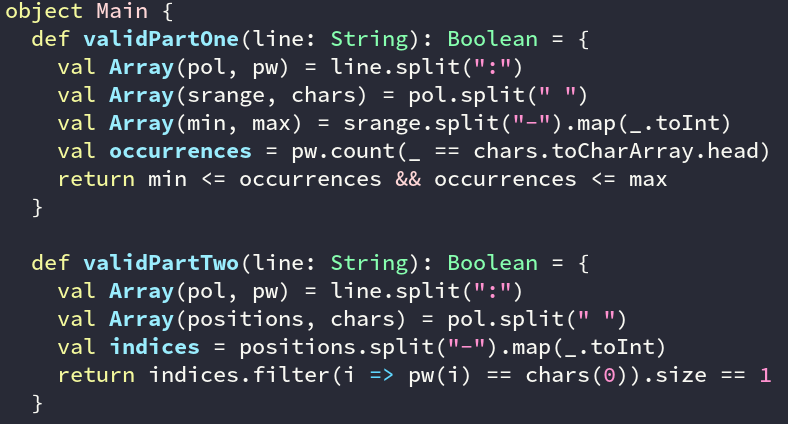 object Main {
  def validPartOne(line: String): Boolean = {
    val Array(pol, pw) = line.split(":")
    val Array(srange, chars) = pol.split(" ")
    val Array(min, max) = srange.split("-").map(_.toInt)
    val occurrences = pw.count(_ == chars.toCharArray.head)
    return min <= occurrences && occurrences <= max
  }

  def validPartTwo(line: String): Boolean = {
    val Array(pol, pw) = line.split(":")
    val Array(positions, chars) = pol.split(" ")
    val indices = positions.split("-").map(_.toInt)
    return indices.filter(i => pw(i) == chars(0)).size == 1
  }